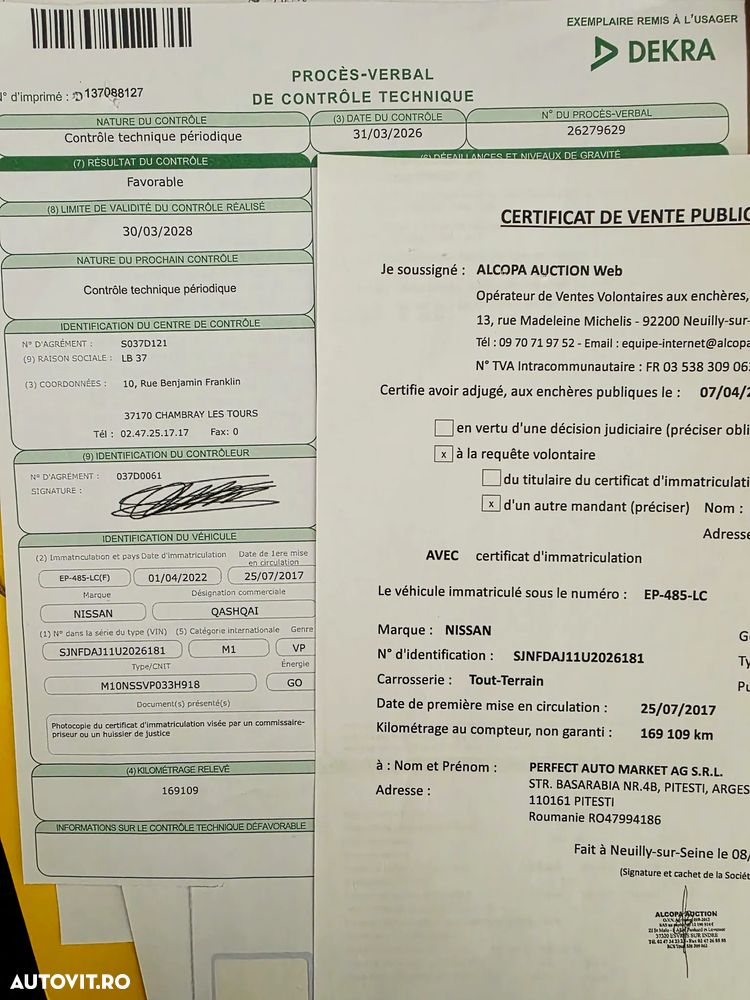 EXEMPLAIRE REMIS À L'USAGER
DEKRA
N° d'imprimé : D137088127
PROCÈS-VERBAL
DE CONTRÔLE TECHNIQUE
NATURE DU CONTRÔLE
Contrôle technique périodique
(3) DATE DU CONTRÔLE
31/03/2026
N° DU PROCÈS-VERBAL
26279629
(7) RÉSULTAT DU CONTRÔLE
Favorable
(6) DÉFAILLANCES ET NIVEAUX DE GRAVITÉ
(8) LIMITE DE VALIDITÉ DU CONTRÔLE RÉALISÉ
30/03/2028
NATURE DU PROCHAIN CONTRÔLE
Contrôle technique périodique
IDENTIFICATION DU CENTRE DE CONTRÔLE
N° D'AGRÉMENT : S037D121
(9) RAISON SOCIALE : LB 37
(3) COORDONNÉES : 10, Rue Benjamin Franklin
37170 CHAMBRAY LES TOURS
Tél : 02.47.25.17.17 Fax: 0
(9) IDENTIFICATION DU CONTRÔLEUR
N° D'AGRÉMENT : 037D0061
SIGNATURE :
IDENTIFICATION DU VÉHICULE
(2) Immatriculation et pays Date d'immatriculation Date de 1ere mise
en circulation
EP-485-LC(F) 01/04/2022 25/07/2017
Marque Désignation commerciale
NISSAN QASHQAI
(1) N° dans la série du type (VIN) (5) Catégorie internationale Genre
SJNFDAJ11U2026181 M1 VP
Type/CNIT Énergie
M10NSSVP033H918 GO
Document(s) présenté(s)
Photocopie du certificat d'immatriculation visée par un commissaire-
priseur ou un huissier de justice
(4) KILOMÉTRAGE RELEVÉ
169109
INFORMATIONS SUR LE CONTRÔLE TECHNIQUE DÉFAVORABLE
CERTIFICAT DE VENTE PUBLIC
Je soussigné : ALCOPA AUCTION Web
Opérateur de Ventes Volontaires aux enchères,
13, rue Madeleine Michelis - 92200 Neuilly-sur-
Tél : 09 70 71 97 52 - Email : equipe-internet@alcopa
N° TVA Intracommunautaire : FR 03 538 309 06
Certifie avoir adjugé, aux enchères publiques le : 07/04/2
en vertu d'une décision judiciaire (préciser obli
x à la requête volontaire
du titulaire du certificat d'immatriculati
x d'un autre mandant (préciser) Nom :
Adresse
AVEC certificat d'immatriculation
Le véhicule immatriculé sous le numéro : EP-485-LC
Marque : NISSAN
N° d'identification : SJNFDAJ11U2026181
Ty
Carrosserie : Tout-Terrain
Pu
Date de première mise en circulation : 25/07/2017
Kilométrage au compteur, non garanti : 169 109 km
à : Nom et Prénom : PERFECT AUTO MARKET AG S.R.L.
Adresse : STR. BASARABIA NR.4B, PITESTI, ARGES
110161 PITESTI
Roumanie RO47994186
Fait à Neuilly-sur-Seine le 08/
(Signature et cachet de la Sociét
ALCOPA AUCTION
AUTOVIT.RO